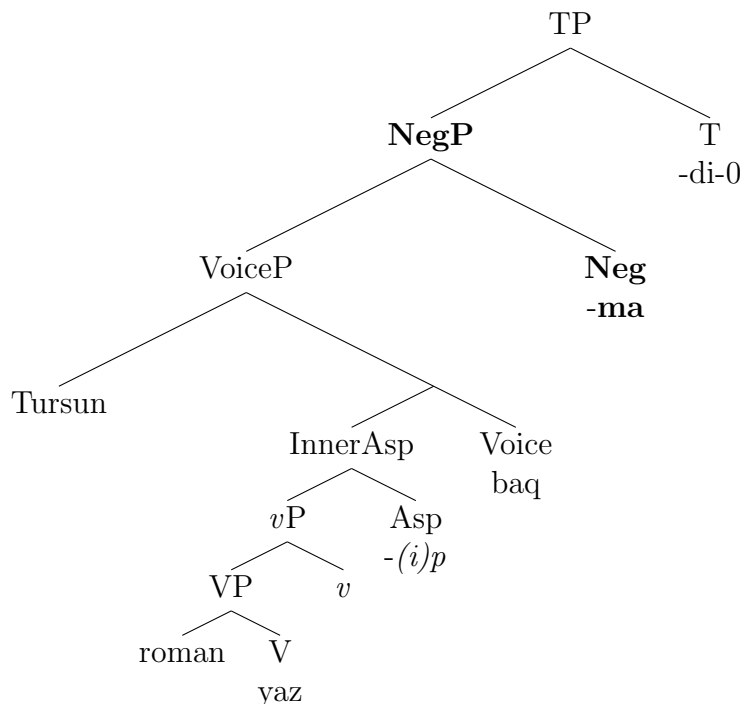 TP
NegP T
-di-0
VoiceP Neg
-ma
Tursun
InnerAsp Voice
baq
vP Asp
-(i)p
VP v
roman V
yaz